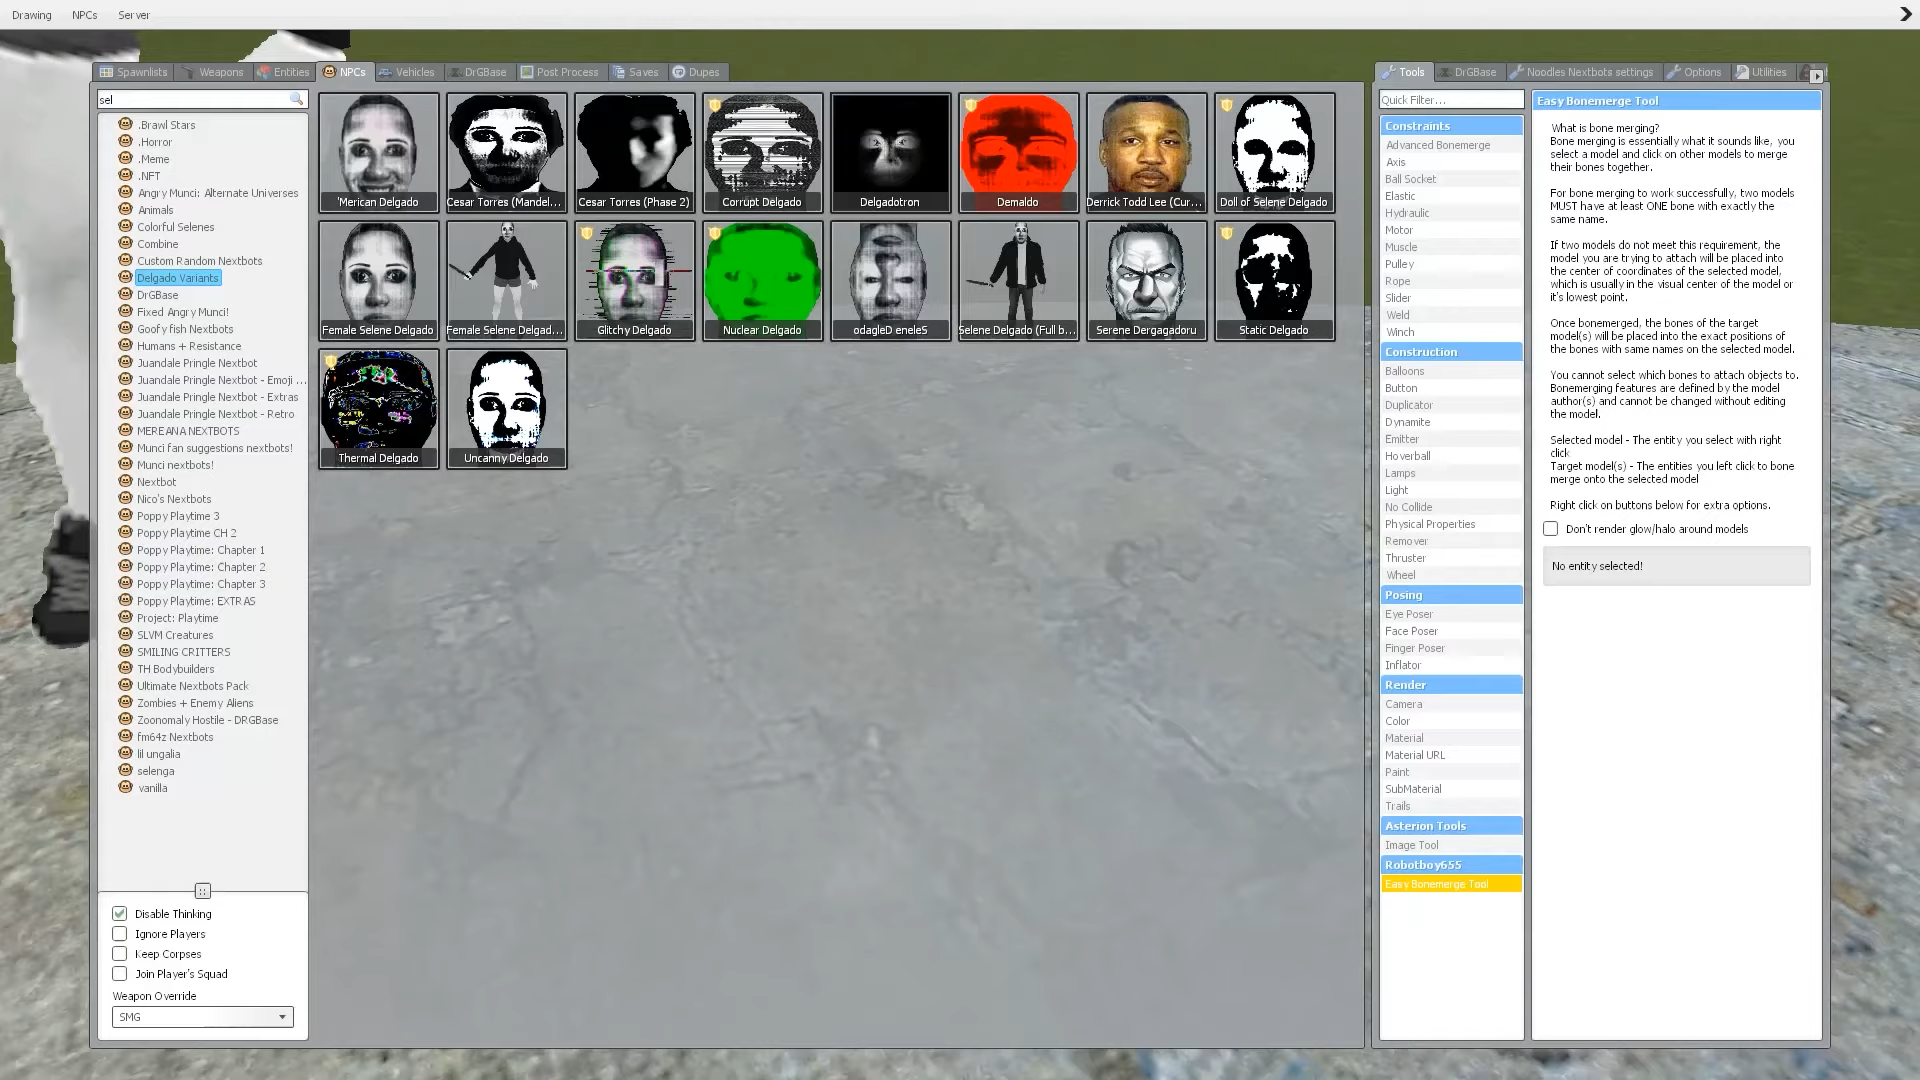 Drawing NPCs Server
Spawnlists Weapons Entities NPCs Vehicles DrGBase Post Process Saves Dupes
sel
.Brawl Stars
.Horror
.Meme
.NFT
Angry Munci: Alternate Universes
Animals
Colorful Selenes
Combine
Custom Random Nextbots
Delgado Variants
DrGBase
Fixed Angry Munci!
Goofy fish Nextbots
Humans + Resistance
Juandale Pringle Nextbot
Juandale Pringle Nextbot - Emoji ...
Juandale Pringle Nextbot - Extras
Juandale Pringle Nextbot - Retro
MEREANA NEXTBOTS
Munci fan suggestions nextbots!
Munci nextbots!
Nextbot
Nico's Nextbots
Poppy Playtime 3
Poppy Playtime CH 2
Poppy Playtime: Chapter 1
Poppy Playtime: Chapter 2
Poppy Playtime: Chapter 3
Poppy Playtime: EXTRAS
Project: Playtime
SLVM Creatures
SMILING CRITTERS
TH Bodybuilders
Ultimate Nextbots Pack
Zombies + Enemy Aliens
Zoonomaly Hostile - DRGBase
fm64z Nextbots
lil ungalia
selenga
vanilla
Disable Thinking
Ignore Players
Keep Corpses
Join Player's Squad
Weapon Override
SMG
'Merican Delgado
Cesar Torres (Mandel...
Cesar Torres (Phase 2)
Corrupt Delgado
Delgadotron
Demaldo
Derrick Todd Lee (Cur...
Doll of Selene Delgado
Female Selene Delgado
Female Selene Delgad...
Glitchy Delgado
Nuclear Delgado
odagleD eneleS
Selene Delgado (Full b...
Serene Dergagadoru
Static Delgado
Thermal Delgado
Uncanny Delgado
Tools DrGBase Noodles Nextbots settings Options Utilities
Quick Filter...
Constraints
Advanced Bonemerge
Axis
Ball Socket
Elastic
Hydraulic
Motor
Muscle
Pulley
Rope
Slider
Weld
Winch
Construction
Balloons
Button
Duplicator
Dynamite
Emitter
Hoverball
Lamps
Light
No Collide
Physical Properties
Remover
Thruster
Wheel
Posing
Eye Poser
Face Poser
Finger Poser
Inflator
Render
Camera
Color
Material
Material URL
Paint
SubMaterial
Trails
Asterion Tools
Image Tool
Robotboy655
Easy Bonemerge Tool
Easy Bonemerge Tool
What is bone merging?
Bone merging is essentially what it sounds like, you
select a model and click on other models to merge
their bones together.
For bone merging to work successfully, two models
MUST have at least ONE bone with exactly the
same name.
If two models do not meet this requirement, the
model you are trying to attach will be placed into
the center of coordinates of the selected model,
which is usually in the visual center of the model or
it's lowest point.
Once bonemerged, the bones of the target
model(s) will be placed into the exact positions of
the bones with same names on the selected model.
You cannot select which bones to attach objects to.
Bonemerging features are defined by the model
author(s) and cannot be changed without editing
the model.
Selected model - The entity you select with right
click
Target model(s) - The entities you left click to bone
merge onto the selected model
Right click on buttons below for extra options.
Don't render glow/halo around models
No entity selected!